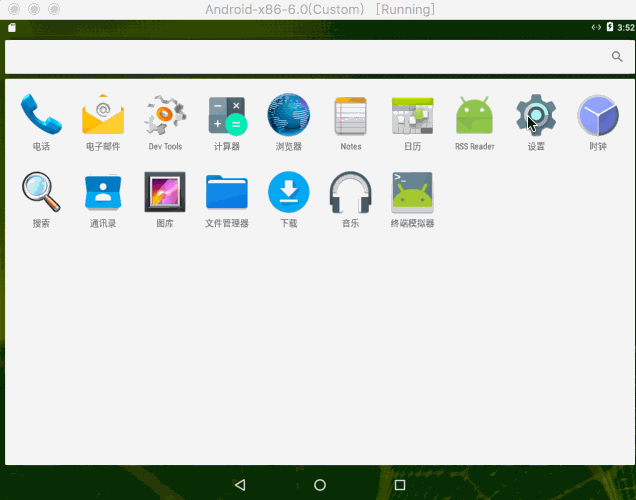 Android-x86-6.0(Custom) [Running]
3:52
电话 电子邮件 Dev Tools 计算器 浏览器 Notes 日历 RSS Reader 设置 时钟
搜索 通讯录 图库 文件管理器 下载 音乐 终端模拟器